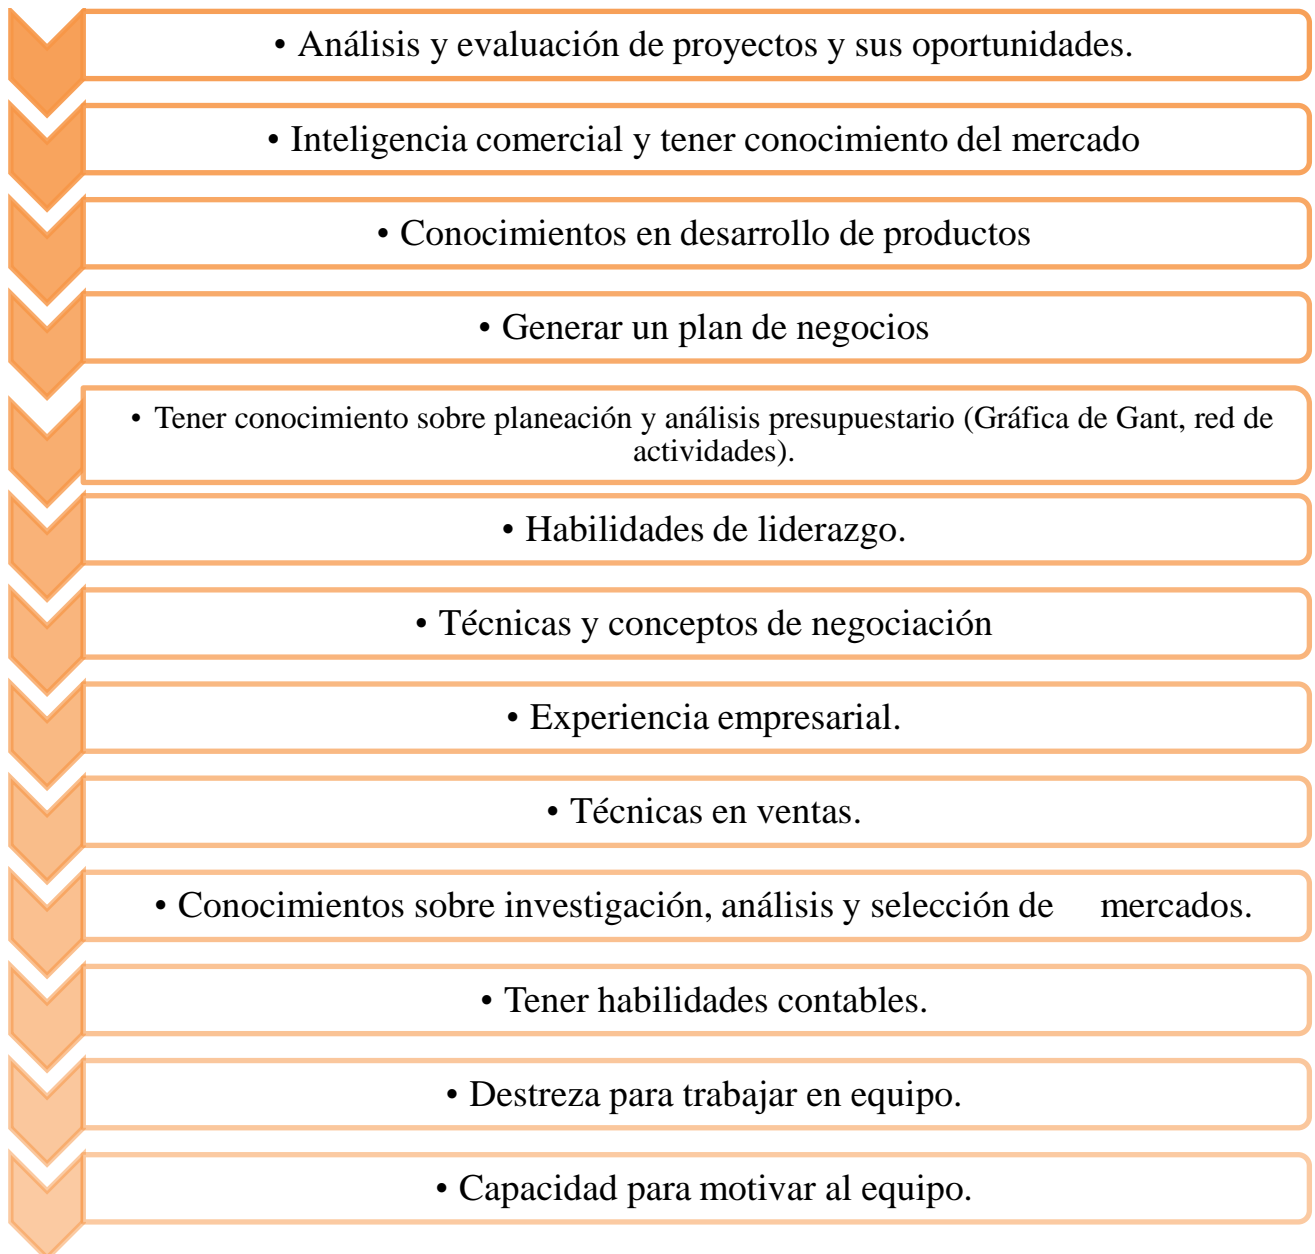 • Análisis y evaluación de proyectos y sus oportunidades.
• Inteligencia comercial y tener conocimiento del mercado
• Conocimientos en desarrollo de productos
• Generar un plan de negocios
• Tener conocimiento sobre planeación y análisis presupuestario (Gráfica de Gant, red de
actividades).
• Habilidades de liderazgo.
• Técnicas y conceptos de negociación
• Experiencia empresarial.
• Técnicas en ventas.
• Conocimientos sobre investigación, análisis y selección de mercados.
• Tener habilidades contables.
• Destreza para trabajar en equipo.
• Capacidad para motivar al equipo.